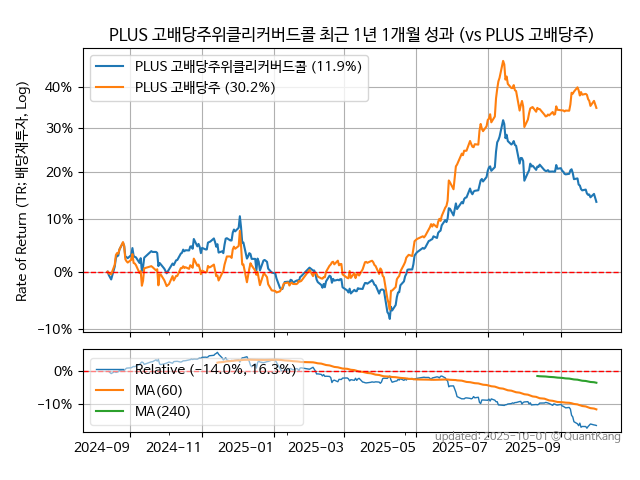 PLUS 고배당주위클리커버드콜 최근 1년 1개월 성과 (vs PLUS 고배당주)
Rate of Return (TR: 배당재투자, Log)
PLUS 고배당주위클리커버드콜 (11.9%)
PLUS 고배당주 (30.2%)
40%
30%
20%
10%
0%
−10%
Relative (−14.0%, 16.3%)
MA(60)
MA(240)
0%
−10%
2024−09 2024−11 2025−01 2025−03 2025−05 2025−07 2025−09
updated: 2025-10-01 © QuantKang